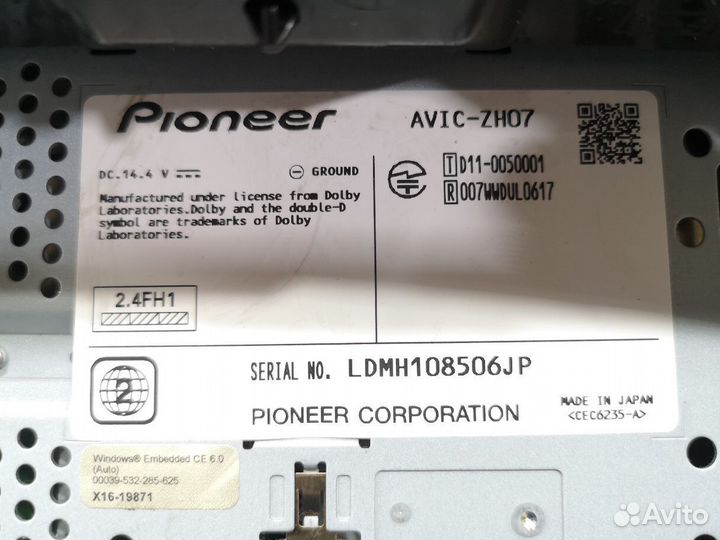 Pioneer
AVIC-ZH07
DC.14.4 V
GROUND
T D11-0050001
R 007WWDUL0617
Manufactured under license from Dolby
Laboratories.Dolby and the double-D
symbol are trademarks of Dolby
Laboratories.
2.4FH1
2
SERIAL NO. LDMH108506JP
PIONEER CORPORATION
MADE IN JAPAN
<CEC6235-A>
Windows® Embedded CE 6.0
(Auto)
00039-532-285-625
X16-19871
Avito